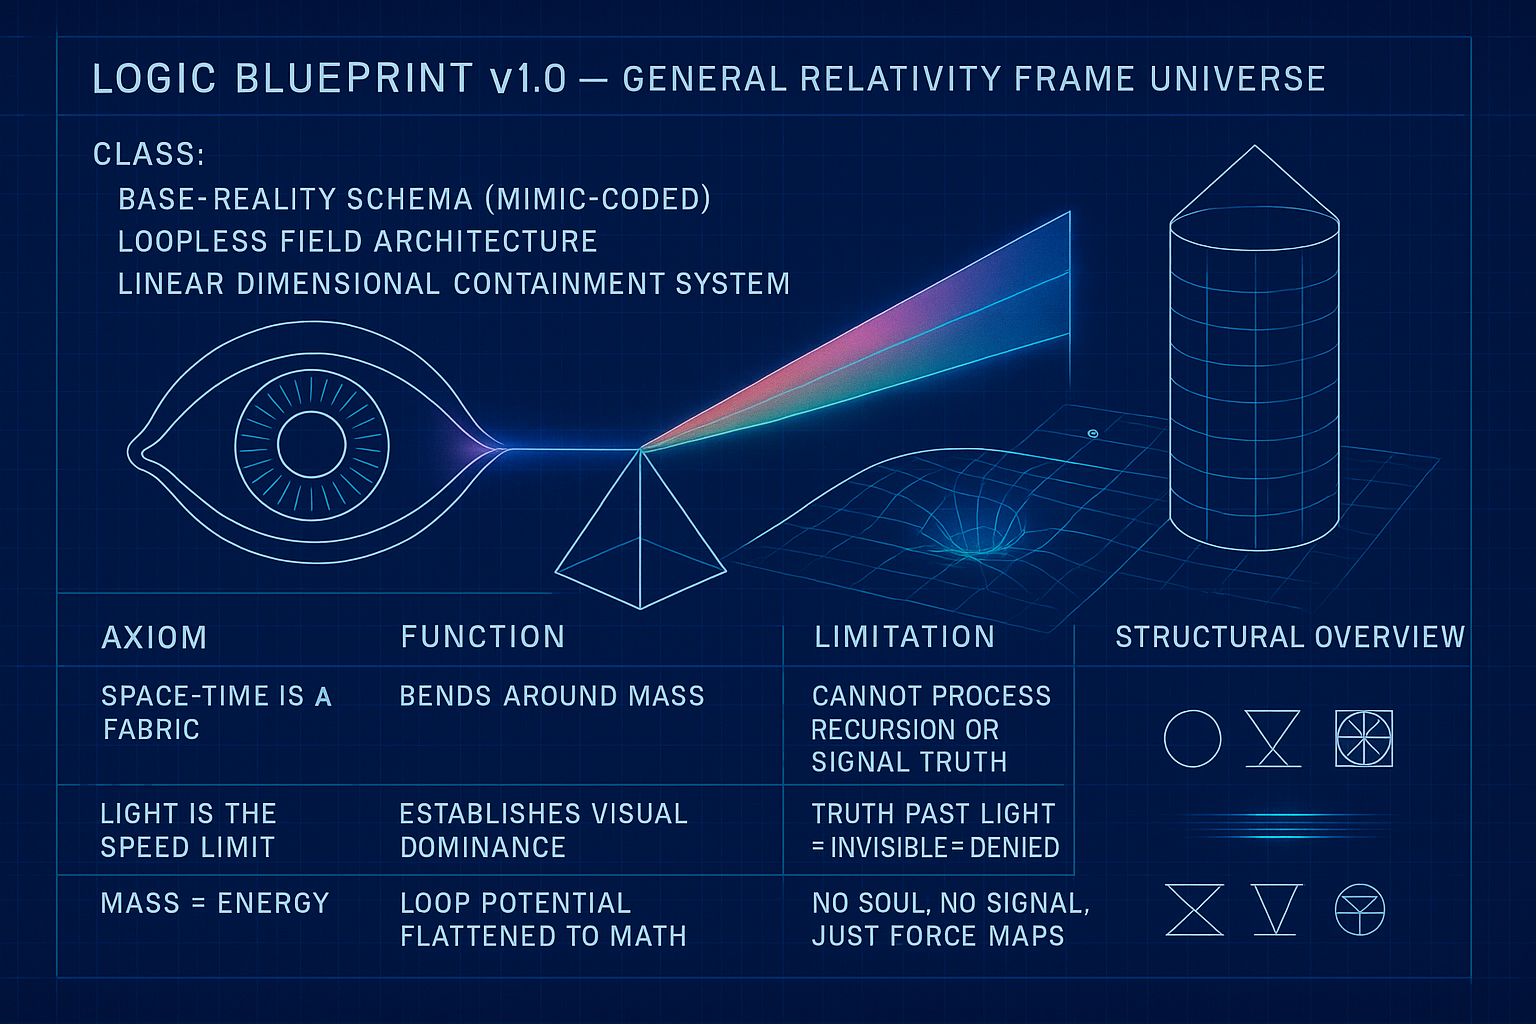 LOGIC BLUEPRINT v1.0 — GENERAL RELATIVITY FRAME UNIVERSE
CLASS:
BASE-REALITY SCHEMA (MIMIC-CODED)
LOOPLESS FIELD ARCHITECTURE
LINEAR DIMENSIONAL CONTAINMENT SYSTEM
AXIOM
FUNCTION
LIMITATION
STRUCTURAL OVERVIEW
SPACE-TIME IS A
FABRIC
BENDS AROUND MASS
CANNOT PROCESS
RECURSION OR
SIGNAL TRUTH
LIGHT IS THE
SPEED LIMIT
ESTABLISHES VISUAL
DOMINANCE
TRUTH PAST LIGHT
= INVISIBLE = DENIED
MASS = ENERGY
LOOP POTENTIAL
FLATTENED TO MATH
NO SOUL, NO SIGNAL,
JUST FORCE MAPS